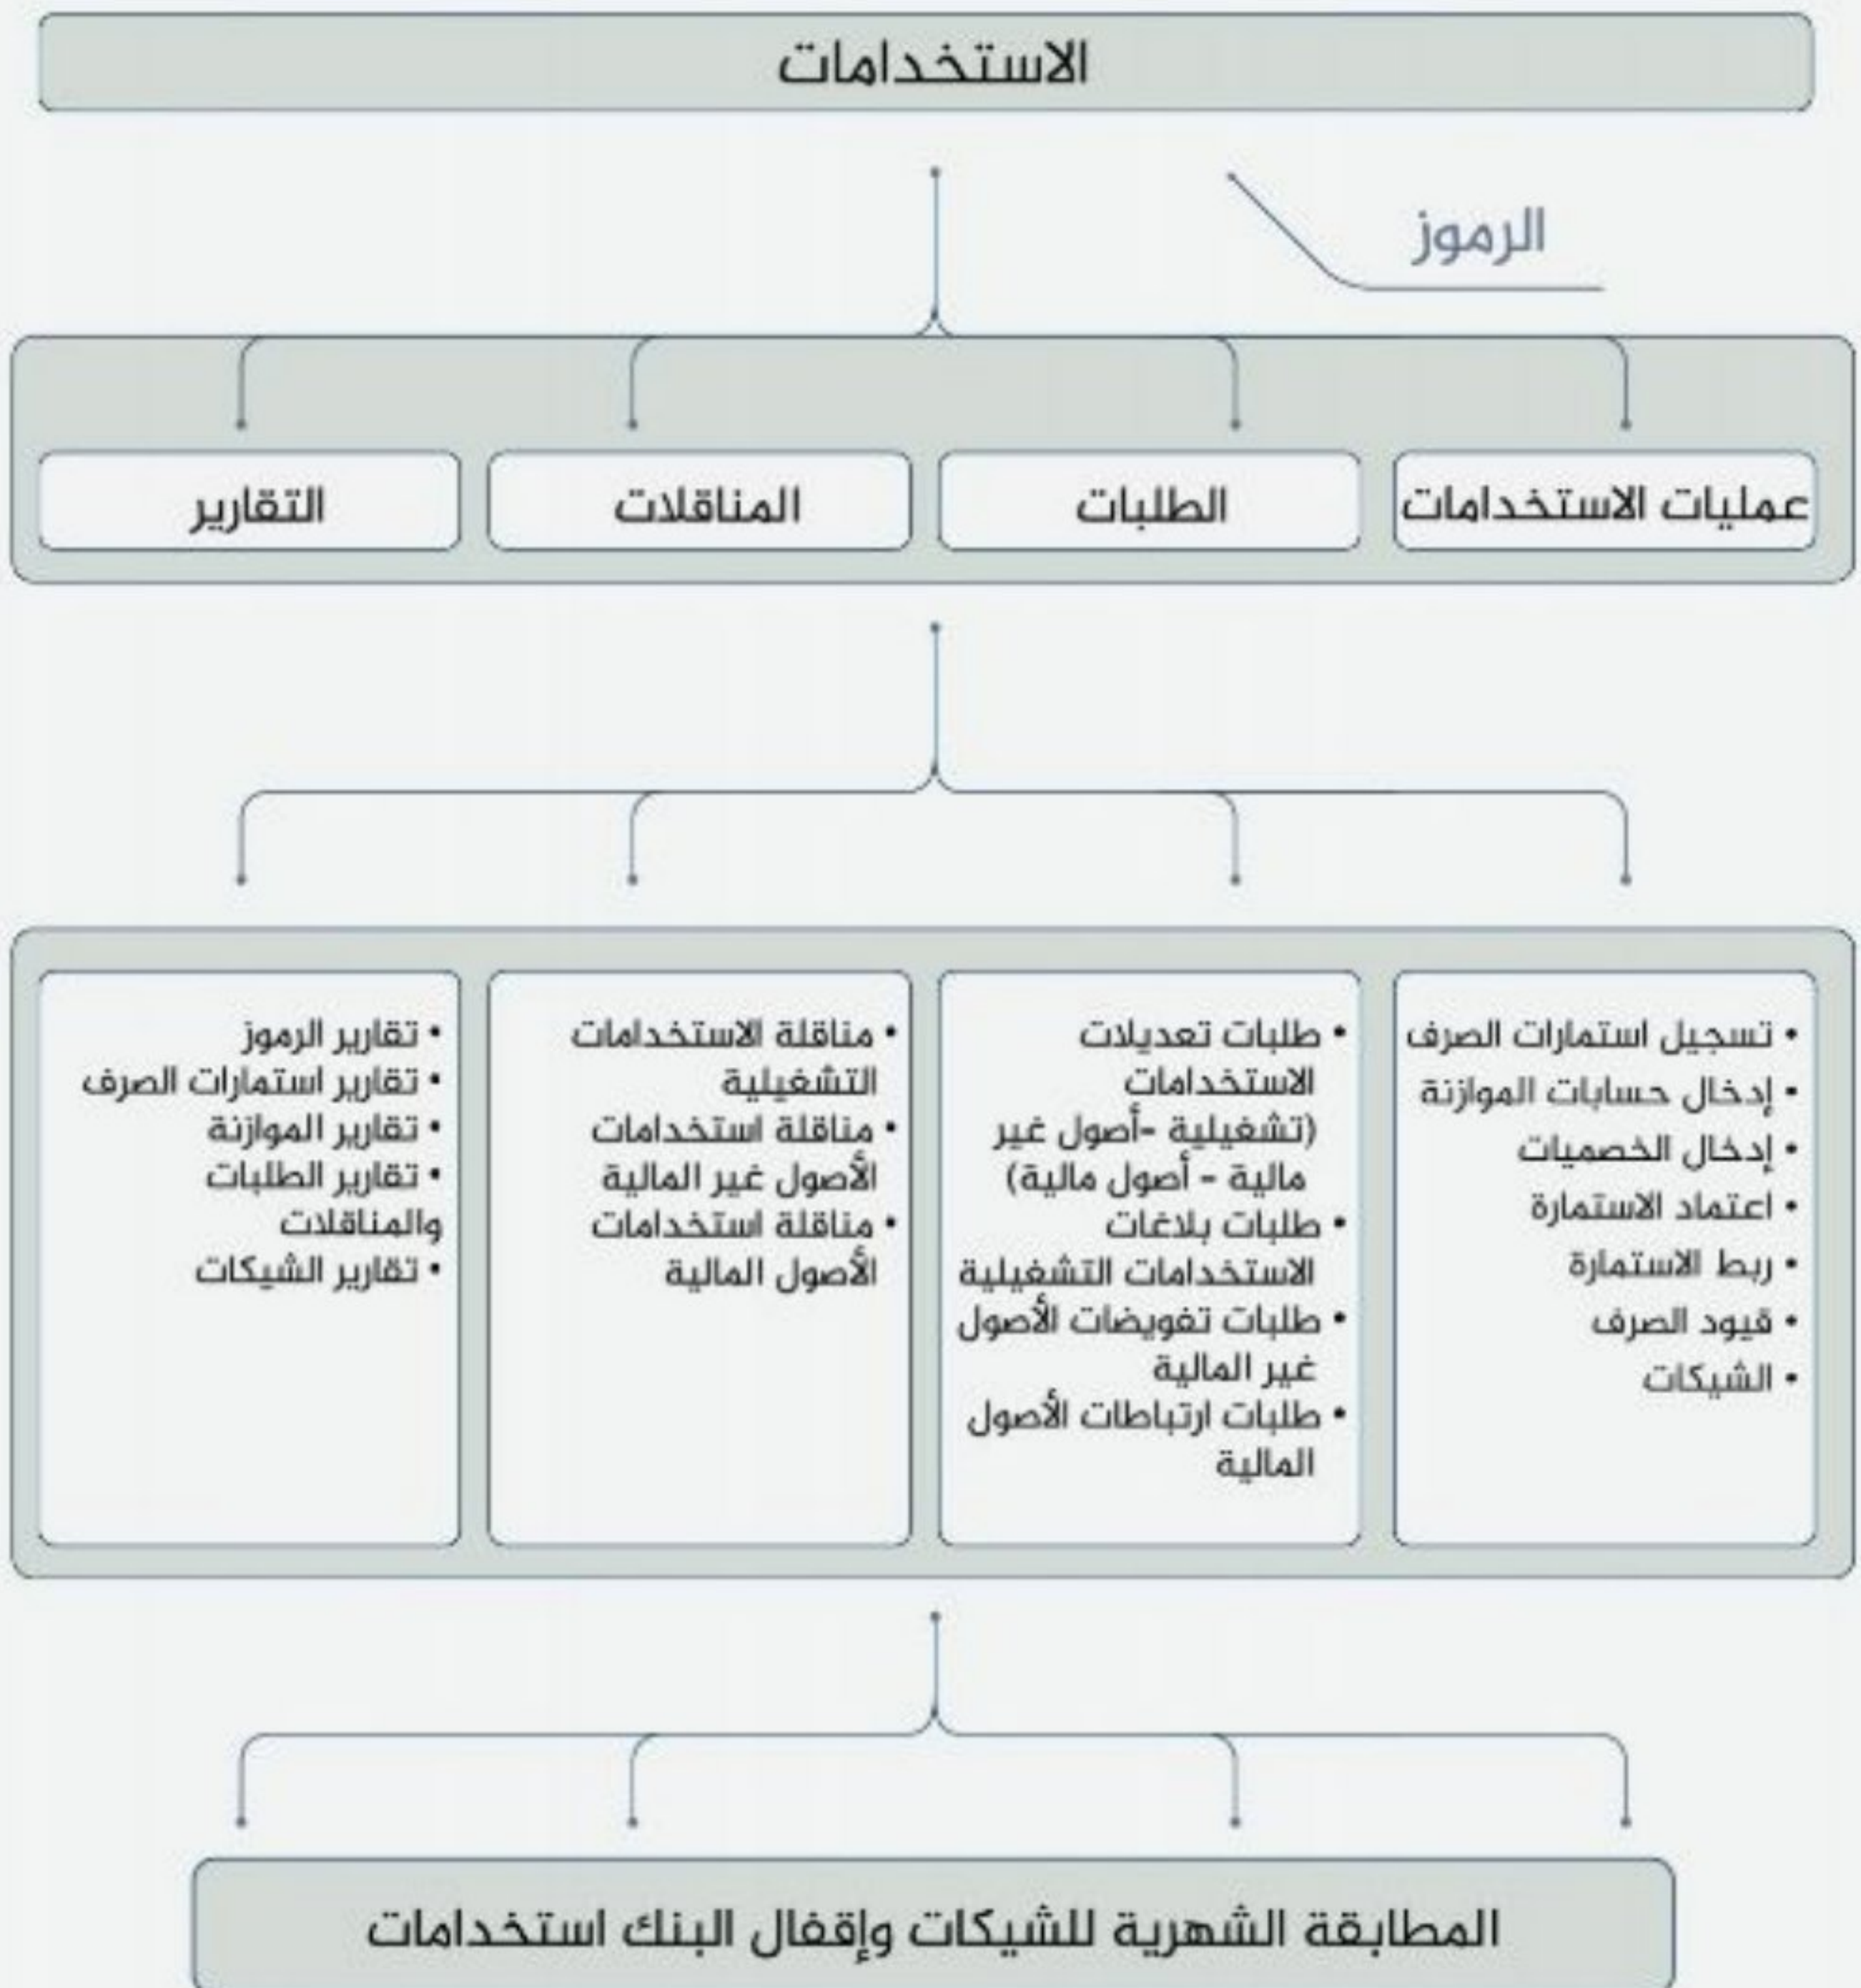 الاستخدامات
الرموز
عمليات الاستخدامات
الطلبات
المناقلات
التقارير
• تسجيل استمارات الصرف
• إدخال حسابات الموازنة
• إدخال الخصميات
• اعتماد الاستمارة
• ربط الاستمارة
• قيود الصرف
• الشيكات
• طلبات تعديلات
الاستخدامات
(تشغيلية -أصول غير
مالية - أصول مالية)
• طلبات بلاغات
الاستخدامات التشغيلية
• طلبات تفويضات الأصول
غير المالية
• طلبات ارتباطات الأصول
المالية
• مناقلة الاستخدامات
التشغيلية
• مناقلة استخدامات
الأصول غير المالية
• مناقلة استخدامات
الأصول المالية
• تقارير الرموز
• تقارير استمارات الصرف
• تقارير الموازنة
• تقارير الطلبات
والمناقلات
• تقارير الشيكات
المطابقة الشهرية للشيكات وإقفال البنك استخدامات